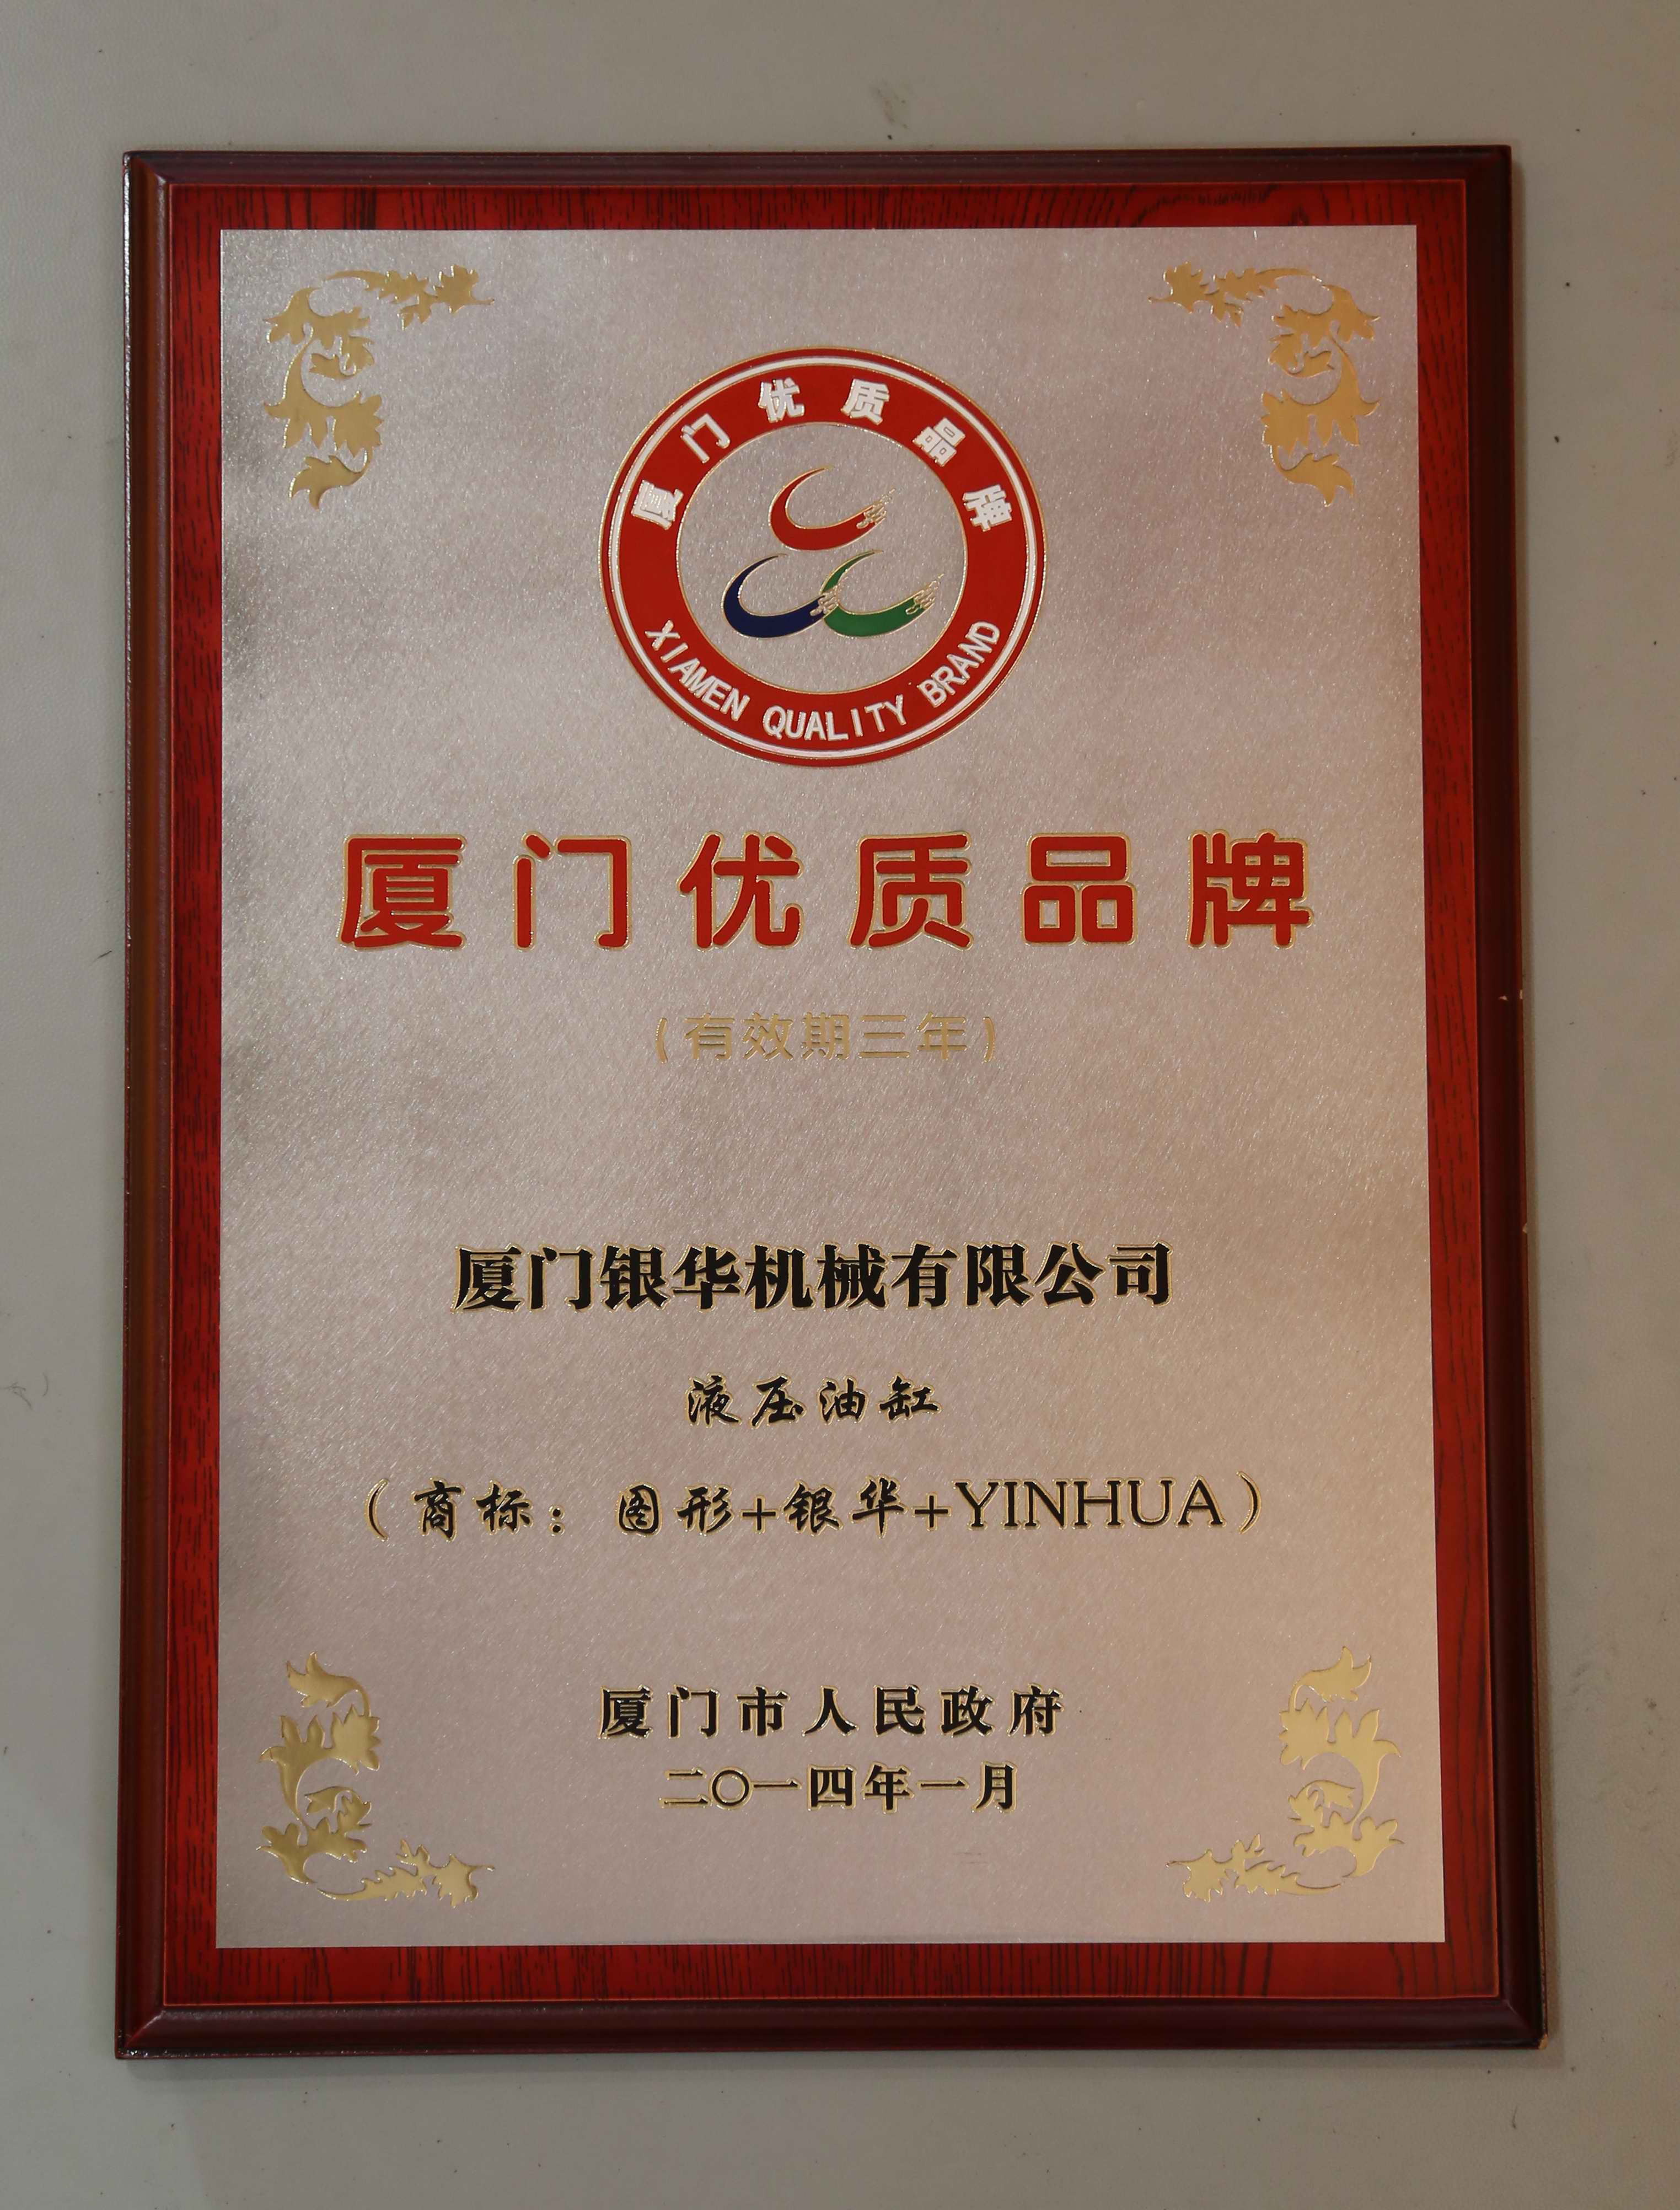 厦门优质品牌
XIAMEN QUALITY BRAND
厦门优质品牌
(有效期三年)
厦门银华机械有限公司
液压油缸
(商标：图形+银华+YINHUA)
厦门市人民政府
二〇一四年一月